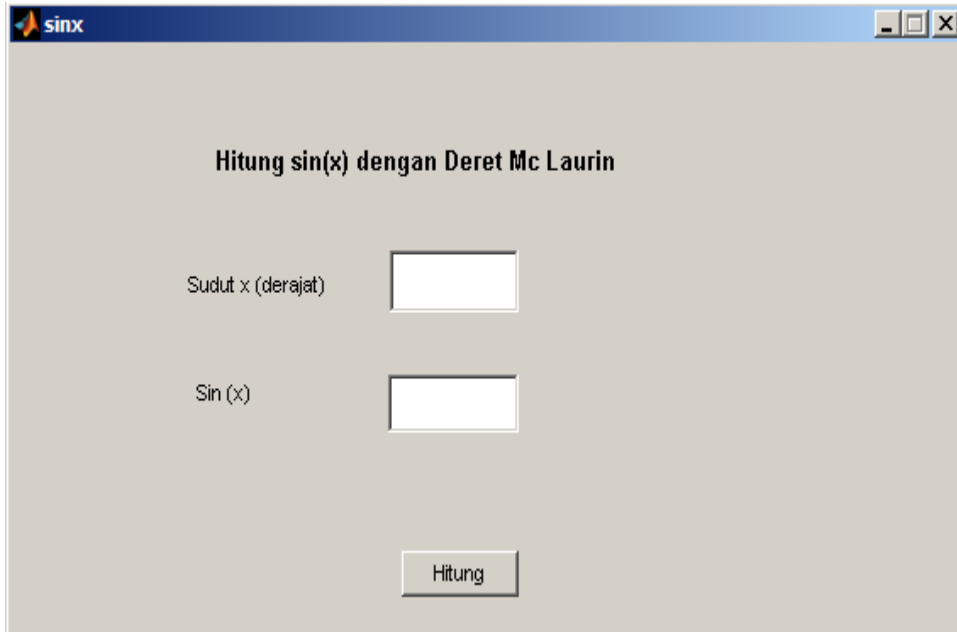 sinx
Hitung sin(x) dengan Deret Mc Laurin
Sudut x (derajat)
Sin (x)
Hitung